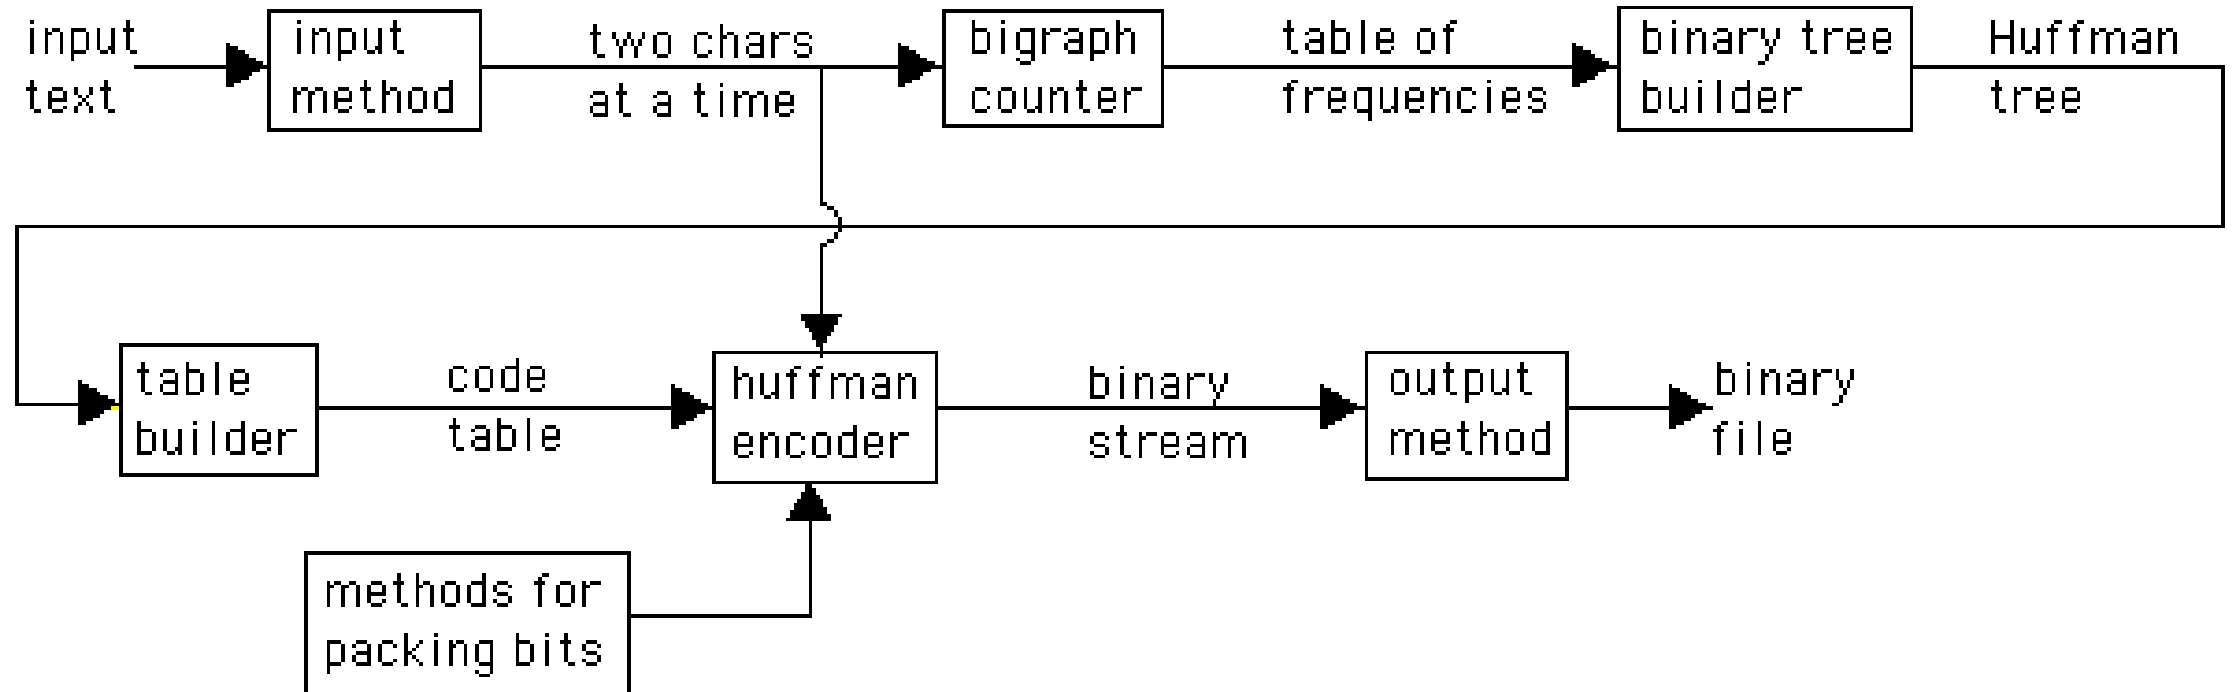 input
text
input
method
two chars
at a time
bigraph
counter
table of
frequencies
binary tree
builder
Huffman
tree
table
builder
code
table
huffman
encoder
binary
stream
output
method
binary
file
methods for
packing bits